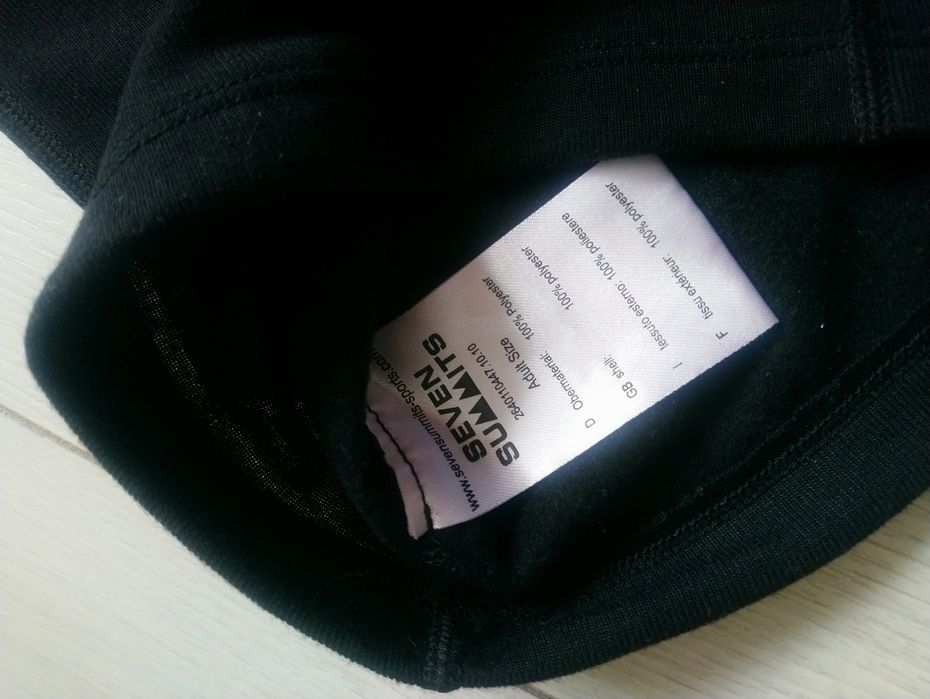 www.sevensummits-sports.com
SEVEN
SUMMITS
2640110447.10.10
Adult Size
D Obermaterial: 100% Polyester
GB shell: 100% polyester
I tessuto esterno: 100% poliestere
F tissu extérieur: 100% polyester